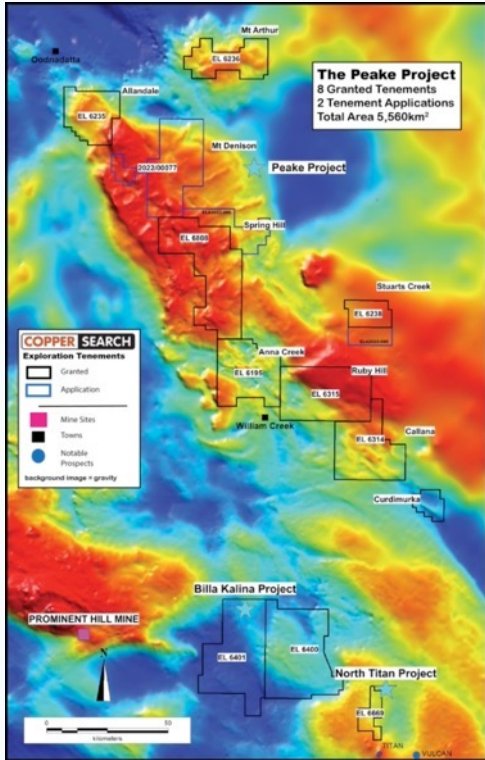 Mt Arthur
Oodnadatta
EL 6236
The Peake Project
8 Granted Tenements
2 Tenement Applications
Total Area 5,560km²
Allandale
EL 6235
Mt Denison
2022/00377
Peake Project
Spring Hill
EL 6808
Stuarts Creek
EL 6238
COPPER SEARCH
Exploration Tenements
Granted
Application
Mine Sites
Towns
Notable
Prospects
background image = gravity
Anna Creek
EL 6195
Ruby Hill
EL 6315
William Creek
EL 6314
Callana
Curdimurka
Billa Kalina Project
PROMINENT HILL MINE
N
EL 6401
EL 6400
North Titan Project
EL 6669
0
50
kilometers
TITAN
VULCAN